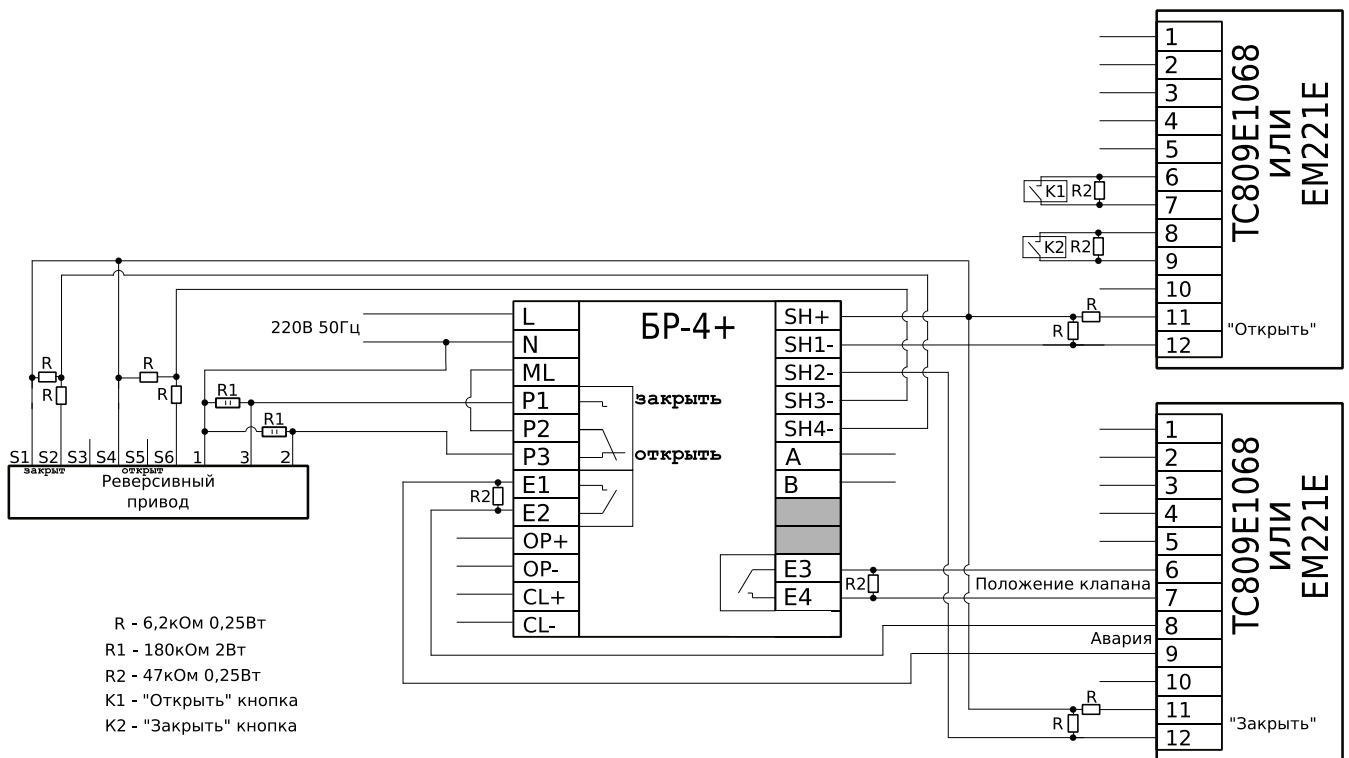 1
2
3
4
5
6
7
8
9
10
11
12
ТС809Е1068
ИЛИ
ЕМ221Е
K1 R2
K2 R2
R
R
"Открыть"
220В 50Гц
БР-4+
L
N
ML
P1
P2
P3
E1
E2
OP+
OP-
CL+
CL-
закрыть
открыть
SH+
SH1-
SH2-
SH3-
SH4-
A
B
E3
E4
R
R
R
R
R1
R1
R2
R2
S1 S2 S3 S4 S5 S6 1 3 2
закрыт
открыт
Реверсивный
привод
1
2
3
4
5
6
7
8
9
10
11
12
ТС809Е1068
ИЛИ
ЕМ221Е
Положение клапана
Авария
R
R
"Закрыть"
R - 6,2кОм 0,25Вт
R1 - 180кОм 2Вт
R2 - 47кОм 0,25Вт
K1 - "Открыть" кнопка
K2 - "Закрыть" кнопка